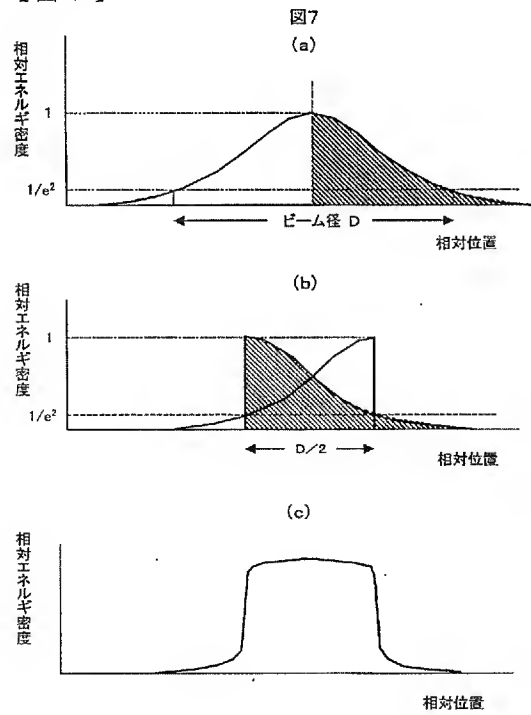 図7
(a)
相対エネルギ密度
1
1/e²
ビーム径 D
相対位置
(b)
相対エネルギ密度
1
1/e²
D/2
相対位置
(c)
相対エネルギ密度
相対位置